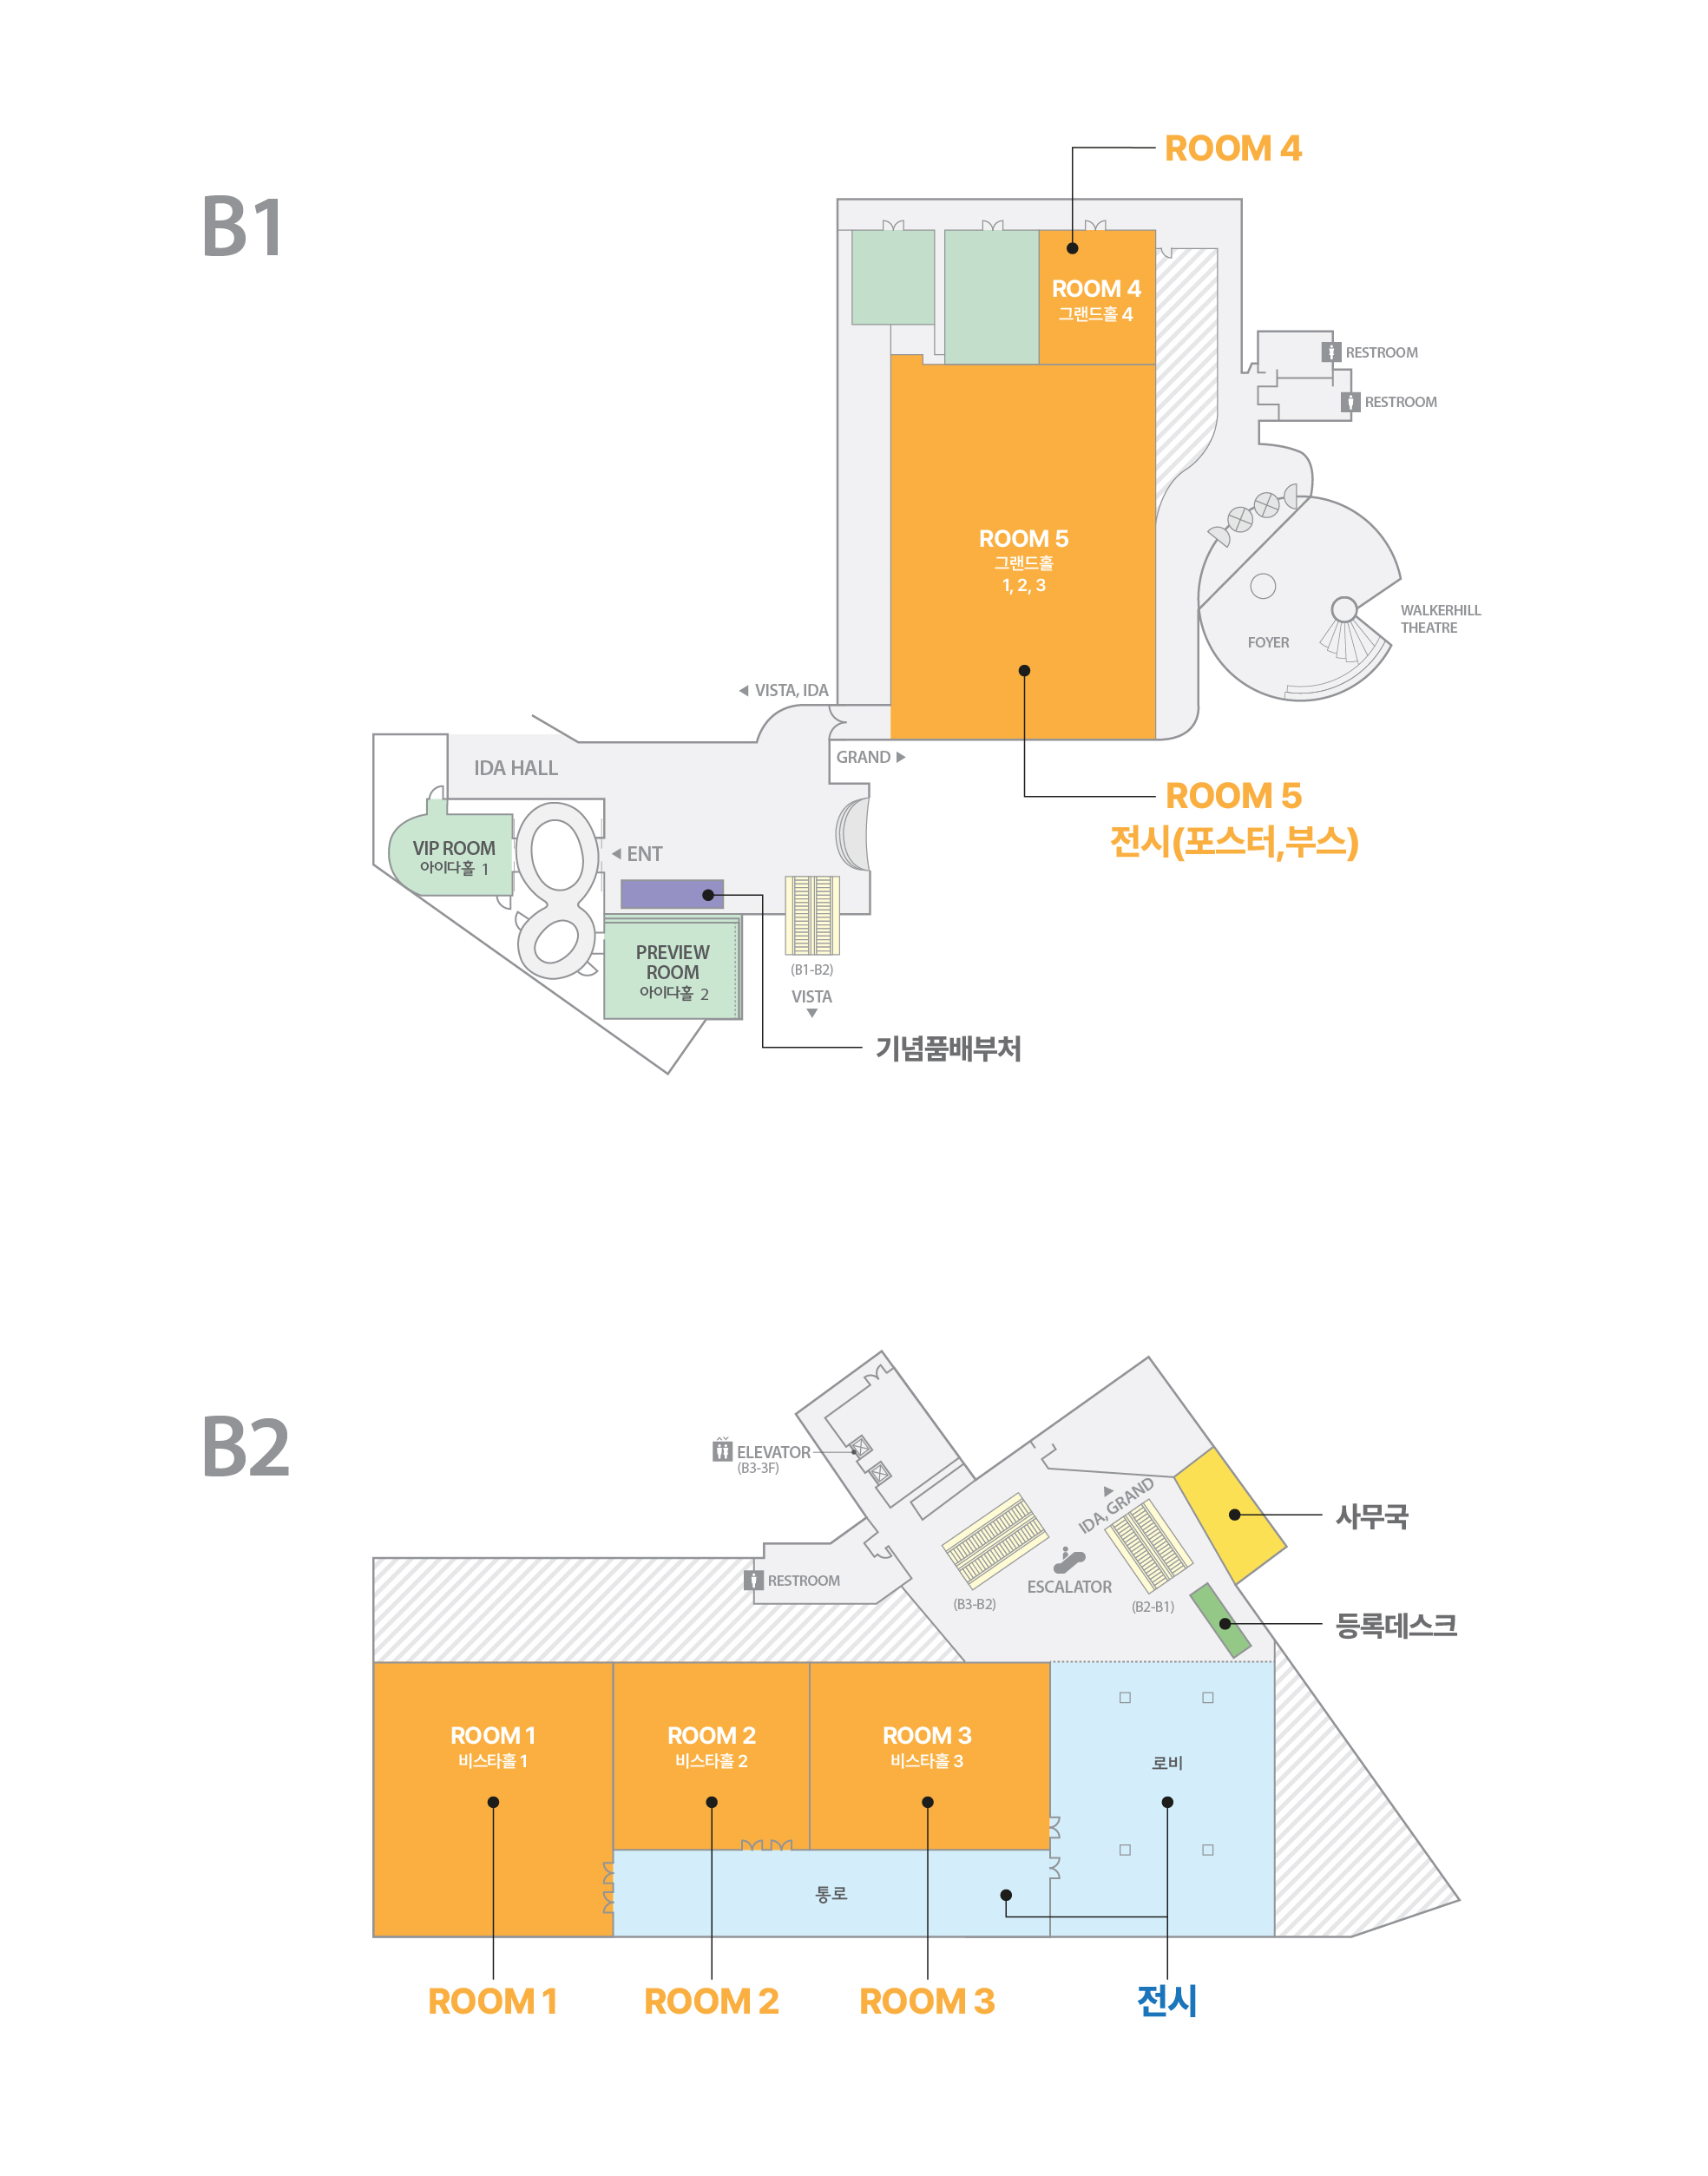 B1
ROOM 4
ROOM 4
그랜드홀 4
RESTROOM
RESTROOM
ROOM 5
그랜드홀
1, 2, 3
WALKERHILL
THEATRE
FOYER
VISTA, IDA
GRAND
IDA HALL
ROOM 5
전시(포스터,부스)
VIP ROOM
아이다홀 1
ENT
PREVIEW
ROOM
아이다홀 2
(B1-B2)
VISTA
기념품배부처
B2
ELEVATOR
(B3-3F)
IDA, GRAND
사무국
RESTROOM
ESCALATOR
(B3-B2)
(B2-B1)
등록데스크
ROOM 1
비스타홀 1
ROOM 2
비스타홀 2
ROOM 3
비스타홀 3
로비
통로
ROOM 1
ROOM 2
ROOM 3
전시